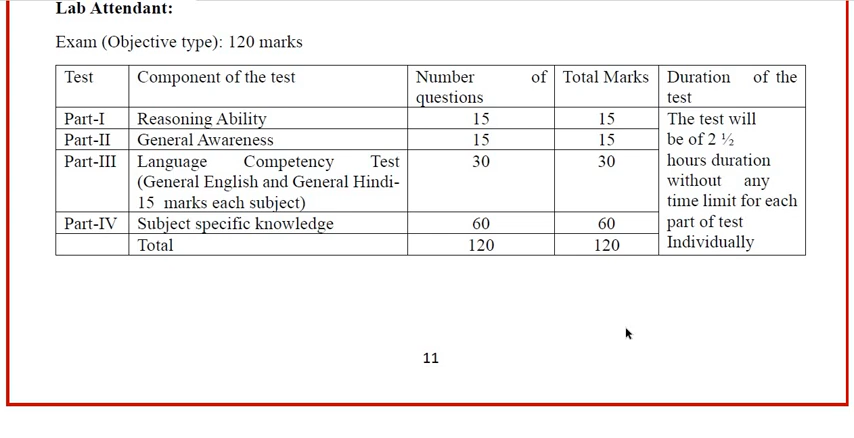 Lab Attendant:
Exam (Objective type): 120 marks
Test Component of the test Number of questions Total Marks Duration of the test
Part-I Reasoning Ability 15 15 The test will
Part-II General Awareness 15 15 be of 2 ½
Part-III Language Competency Test 30 30 hours duration
(General English and General Hindi- without any
15 marks each subject) time limit for each
Part-IV Subject specific knowledge 60 60 part of test
Total 120 120 Individually
11